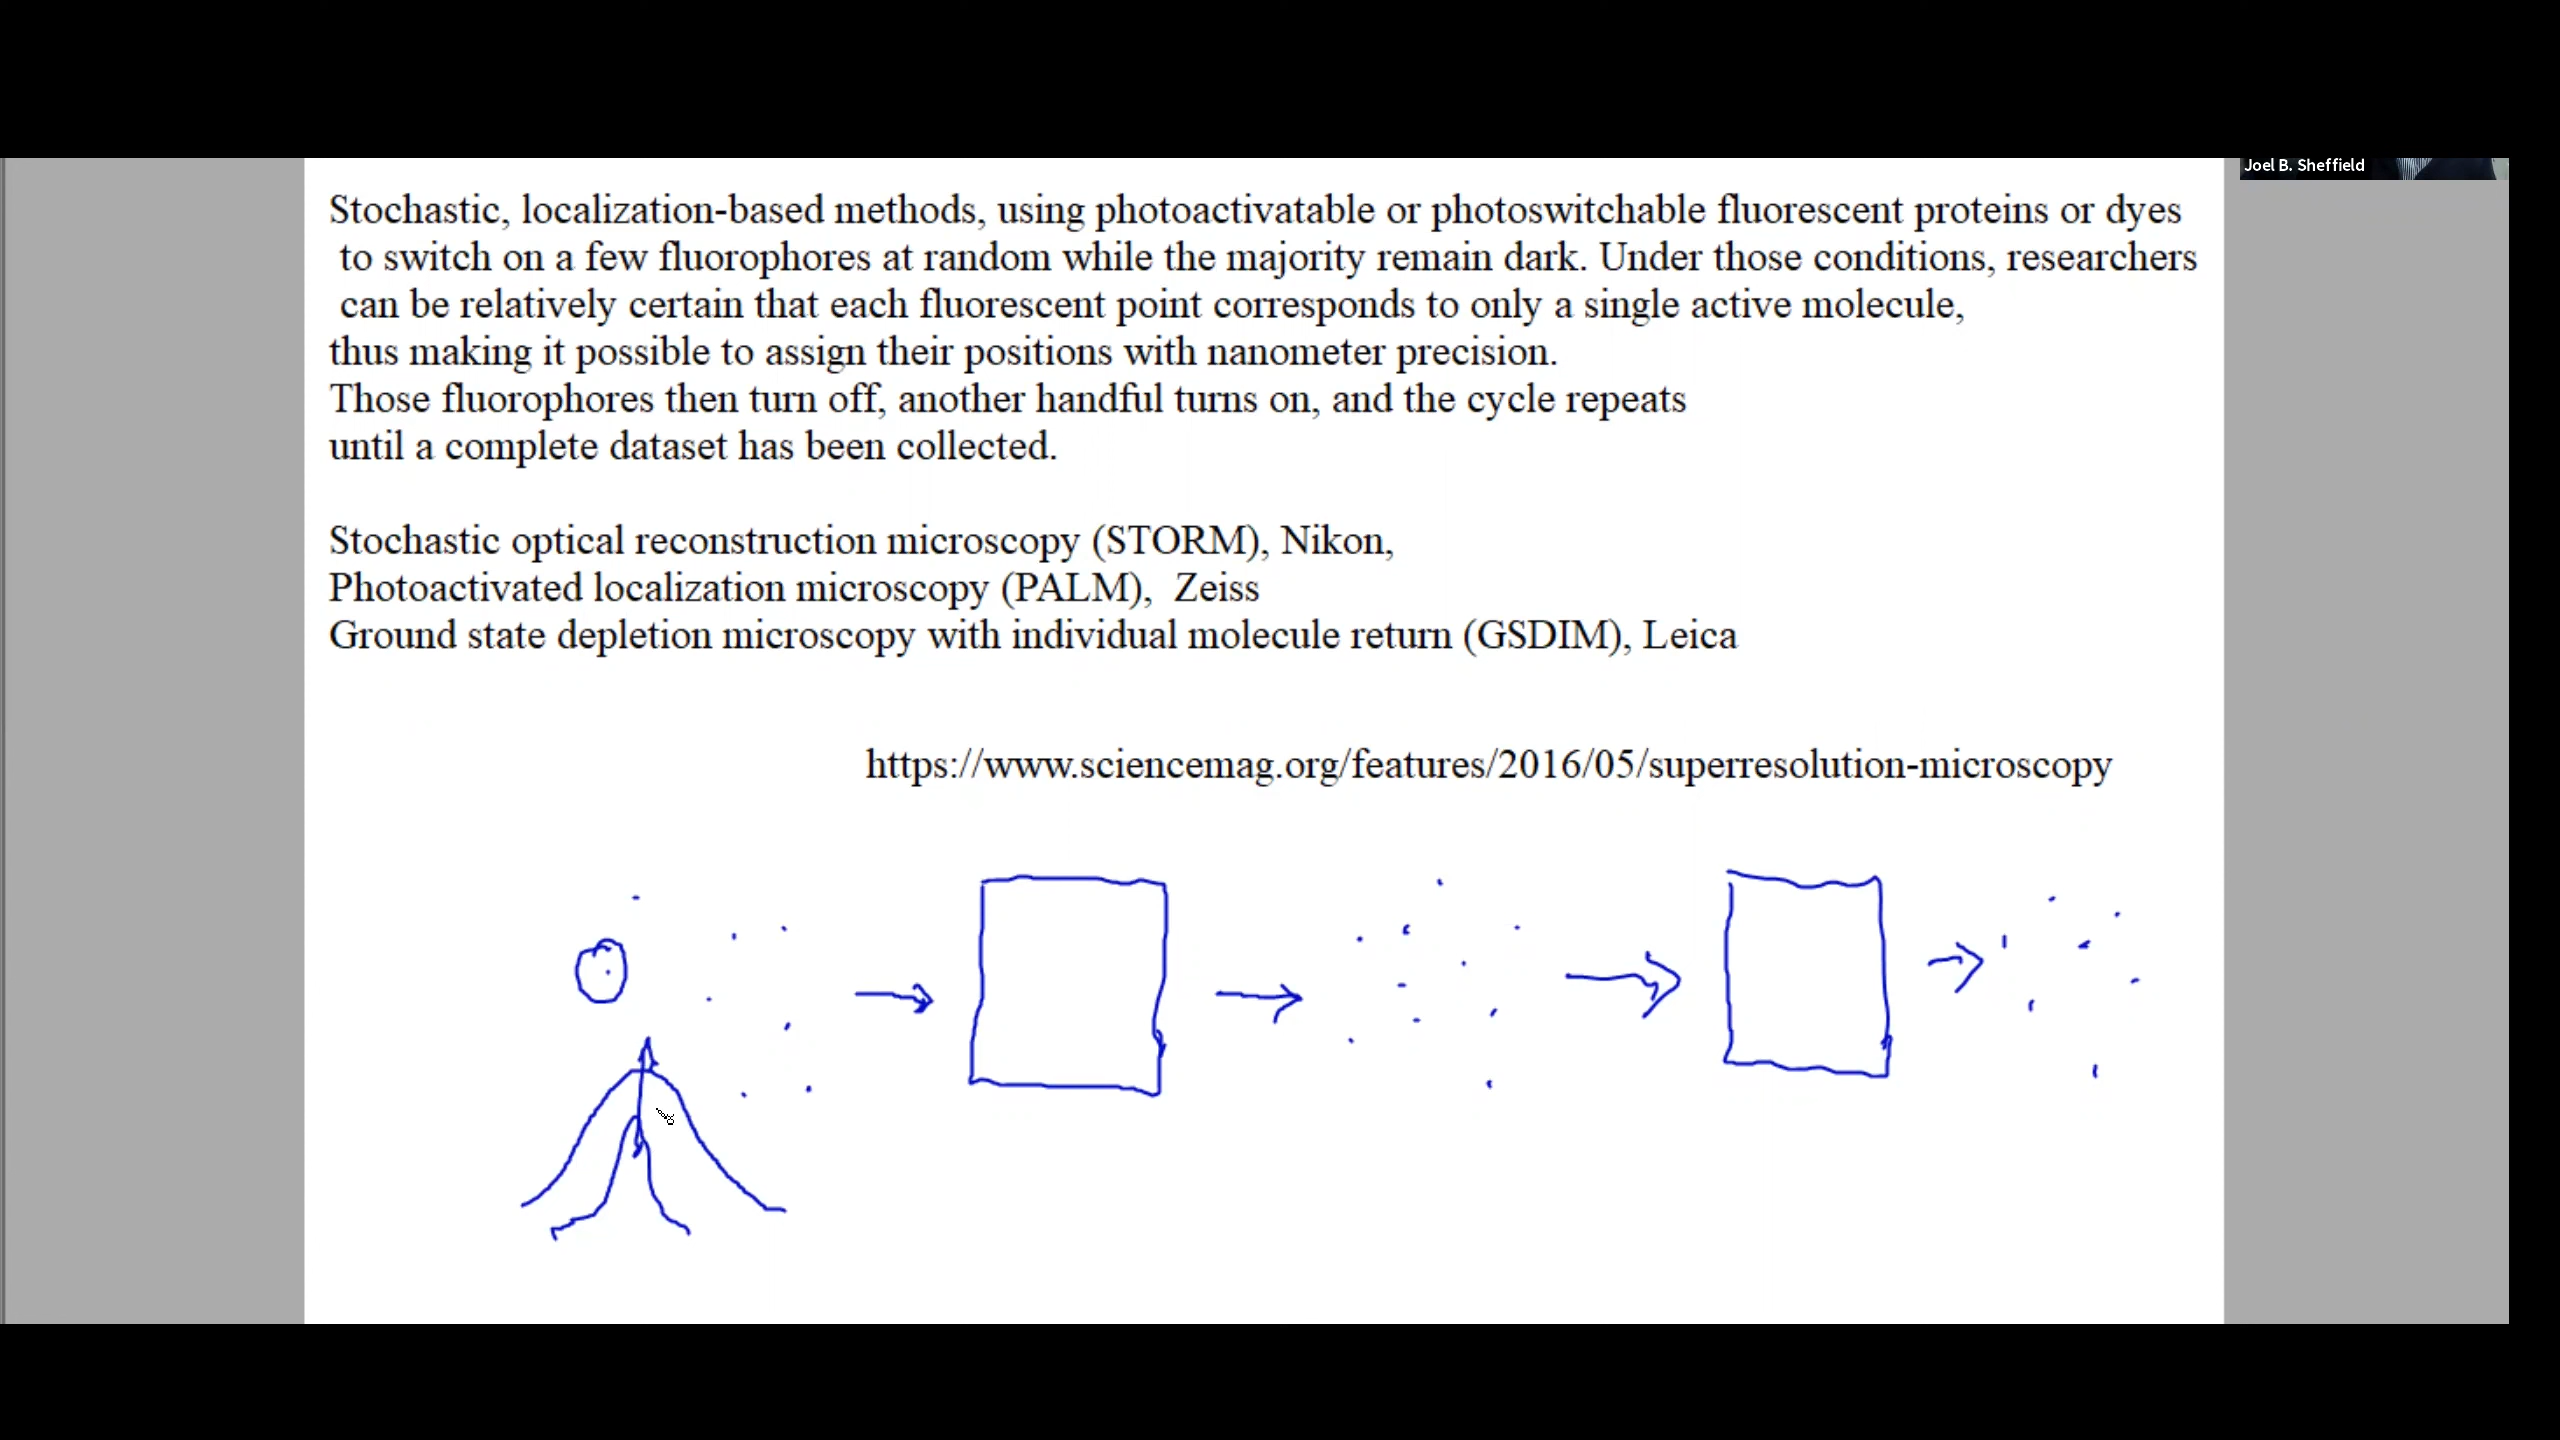 Joel B. Sheffield
Stochastic, localization-based methods, using photoactivatable or photoswitchable fluorescent proteins or dyes
to switch on a few fluorophores at random while the majority remain dark. Under those conditions, researchers
can be relatively certain that each fluorescent point corresponds to only a single active molecule,
thus making it possible to assign their positions with nanometer precision.
Those fluorophores then turn off, another handful turns on, and the cycle repeats
until a complete dataset has been collected.
Stochastic optical reconstruction microscopy (STORM), Nikon,
Photoactivated localization microscopy (PALM), Zeiss
Ground state depletion microscopy with individual molecule return (GSDIM), Leica
https://www.sciencemag.org/features/2016/05/superresolution-microscopy